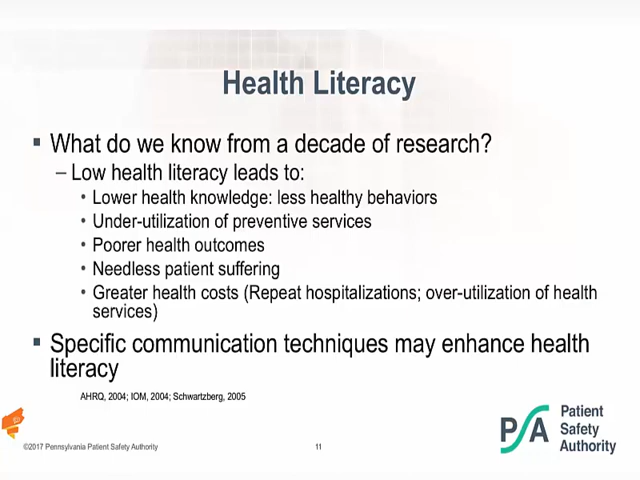 Health Literacy
▪ What do we know from a decade of research?
– Low health literacy leads to:
• Lower health knowledge: less healthy behaviors
• Under-utilization of preventive services
• Poorer health outcomes
• Needless patient suffering
• Greater health costs (Repeat hospitalizations; over-utilization of health
services)
▪ Specific communication techniques may enhance health
literacy
AHRQ, 2004; IOM, 2004; Schwartzberg, 2005
©2017 Pennsylvania Patient Safety Authority
11
PSA
Patient
Safety
Authority